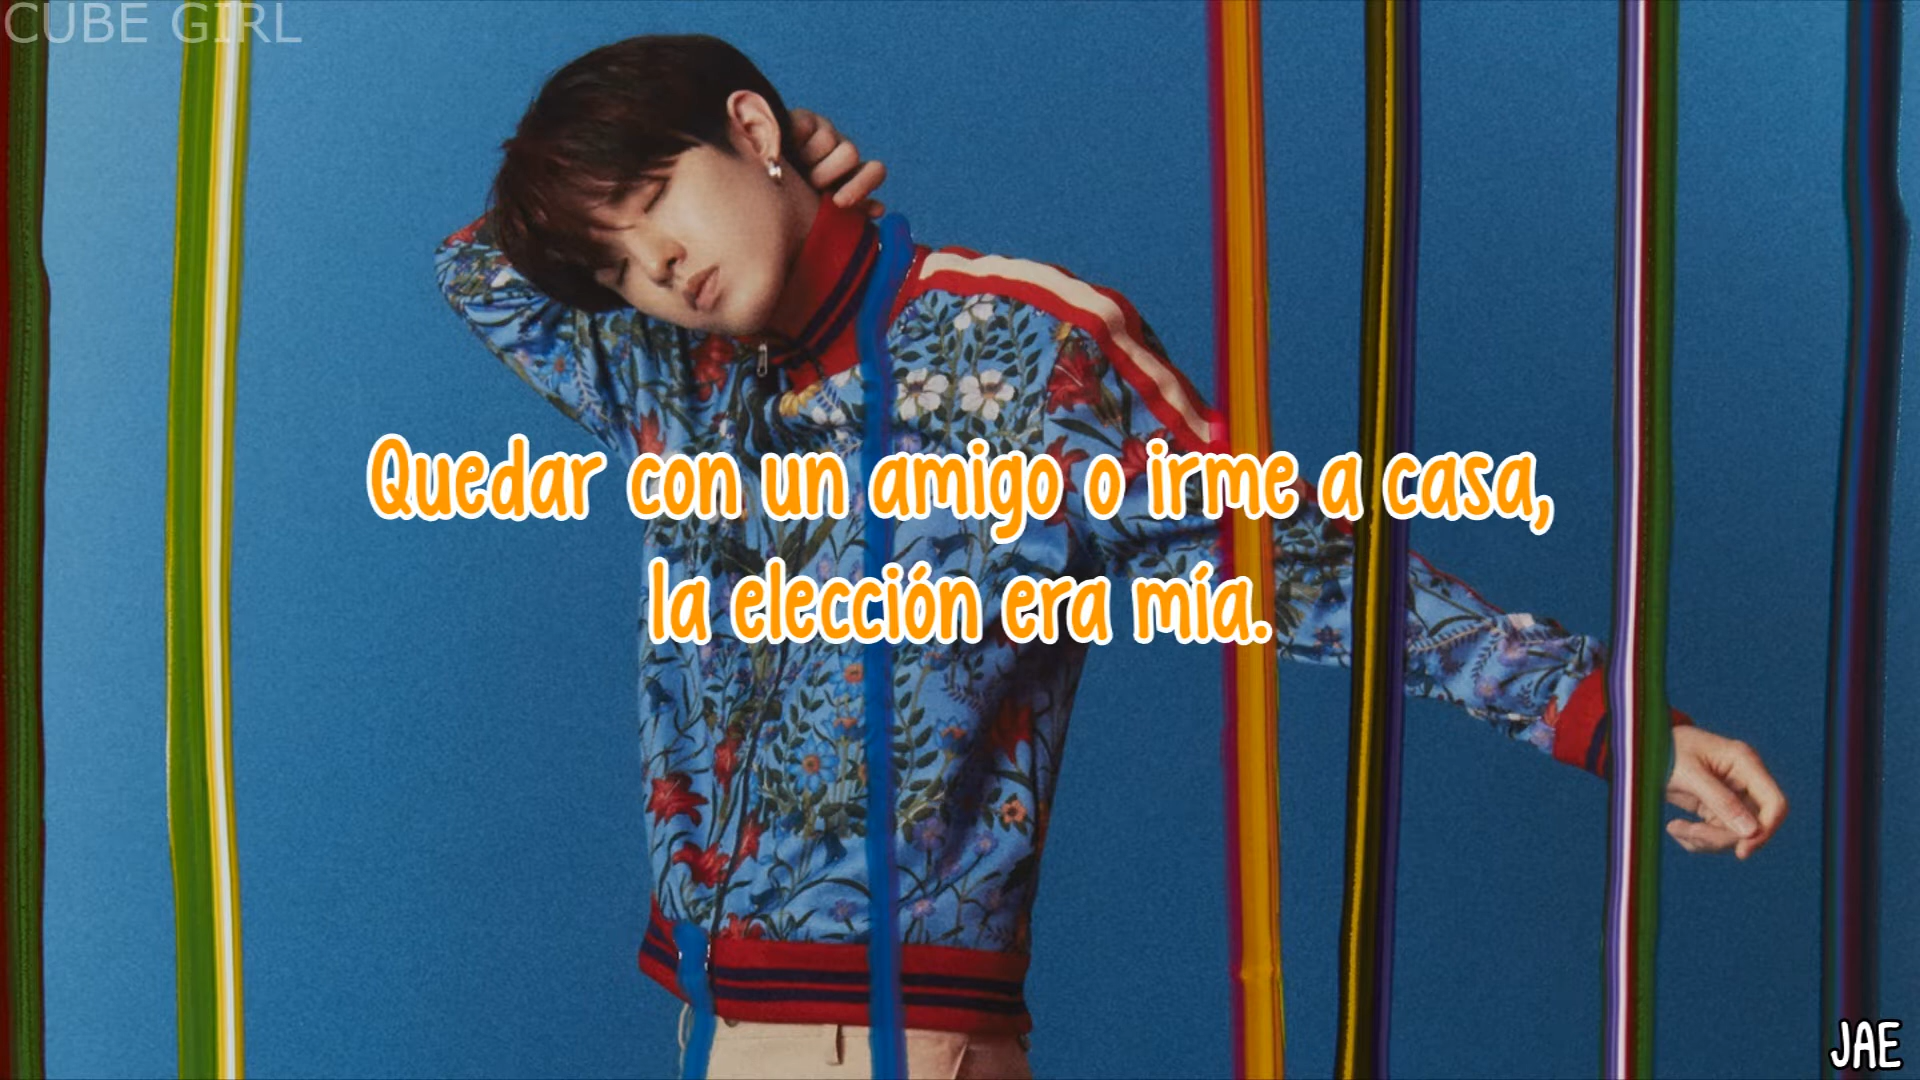 CUBE GIRL
Quedar con un amigo o irme a casa,
la elección era mía.
JAE